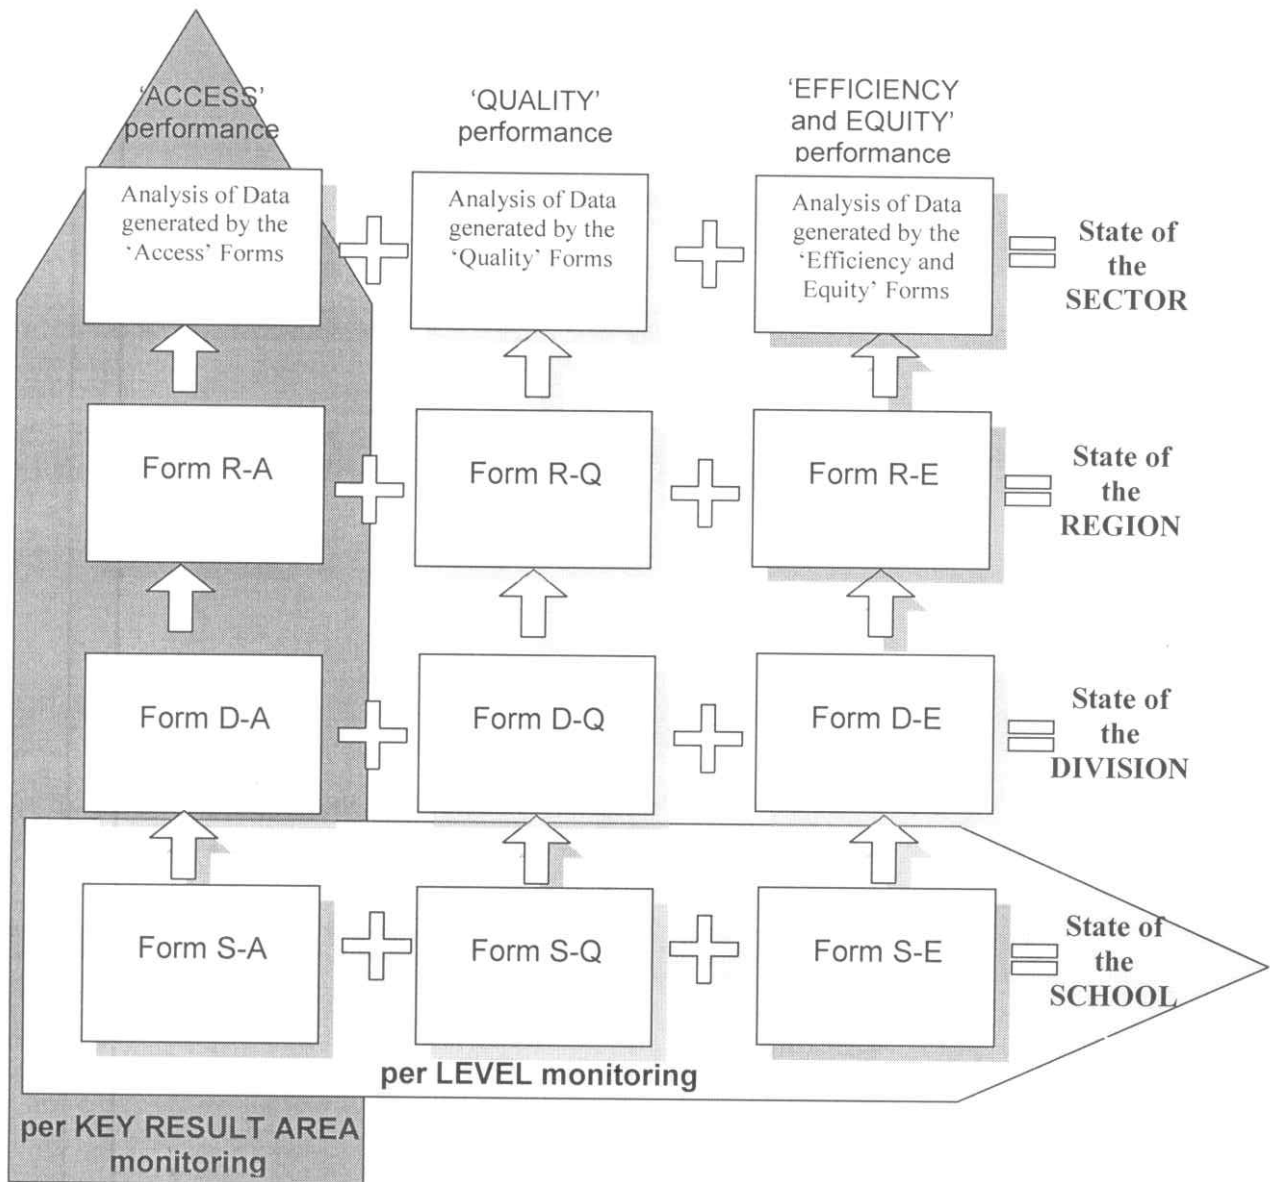 ‘ACCESS’
performance
‘QUALITY’
performance
‘EFFICIENCY
and EQUITY’
performance
Analysis of Data
generated by the
‘Access’ Forms
Analysis of Data
generated by the
‘Quality’ Forms
Analysis of Data
generated by the
‘Efficiency and
Equity’ Forms
State of
the
SECTOR
Form R-A
Form R-Q
Form R-E
State of
the
REGION
Form D-A
Form D-Q
Form D-E
State of
the
DIVISION
Form S-A
Form S-Q
Form S-E
State of
the
SCHOOL
per LEVEL monitoring
per KEY RESULT AREA
monitoring